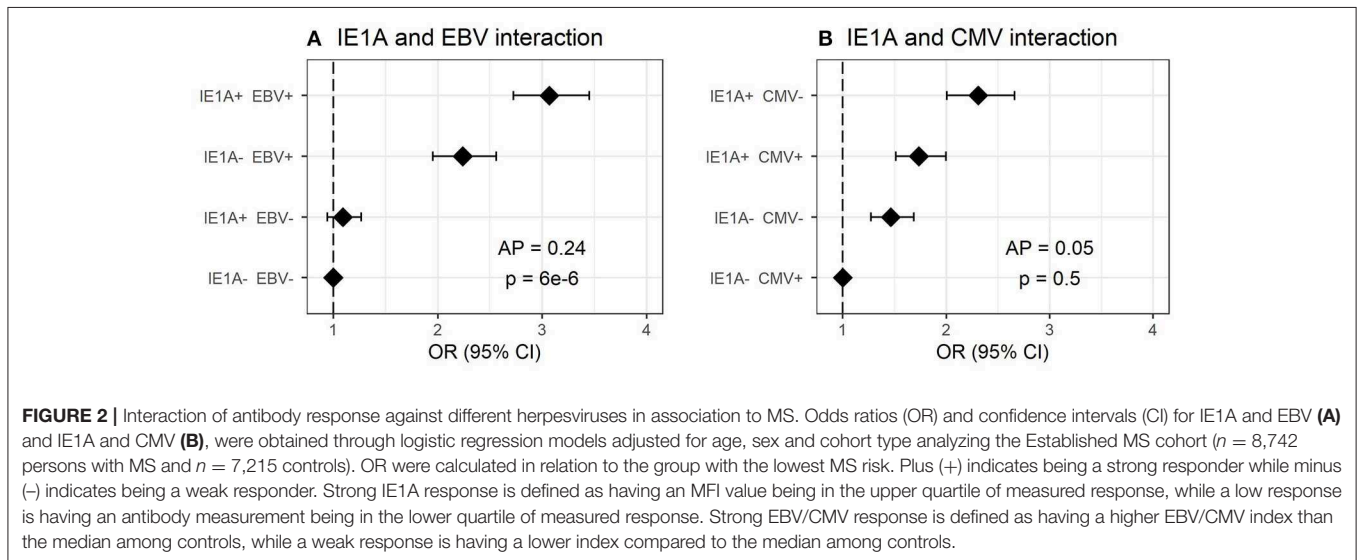 A IE1A and EBV interaction
IE1A+ EBV+
IE1A- EBV+
IE1A+ EBV-
IE1A- EBV-
AP = 0.24
p = 6e-6
1 2 3 4
OR (95% CI)
B IE1A and CMV interaction
IE1A+ CMV-
IE1A+ CMV+
IE1A- CMV-
IE1A- CMV+
AP = 0.05
p = 0.5
1 2 3 4
OR (95% CI)
FIGURE 2 | Interaction of antibody response against different herpesviruses in association to MS. Odds ratios (OR) and confidence intervals (CI) for IE1A and EBV (A)
and IE1A and CMV (B), were obtained through logistic regression models adjusted for age, sex and cohort type analyzing the Established MS cohort (n = 8,742
persons with MS and n = 7,215 controls). OR were calculated in relation to the group with the lowest MS risk. Plus (+) indicates being a strong responder while minus
(–) indicates being a weak responder. Strong IE1A response is defined as having an MFI value being in the upper quartile of measured response, while a low response
is having an antibody measurement being in the lower quartile of measured response. Strong EBV/CMV response is defined as having a higher EBV/CMV index than
the median among controls, while a weak response is having a lower index compared to the median among controls.